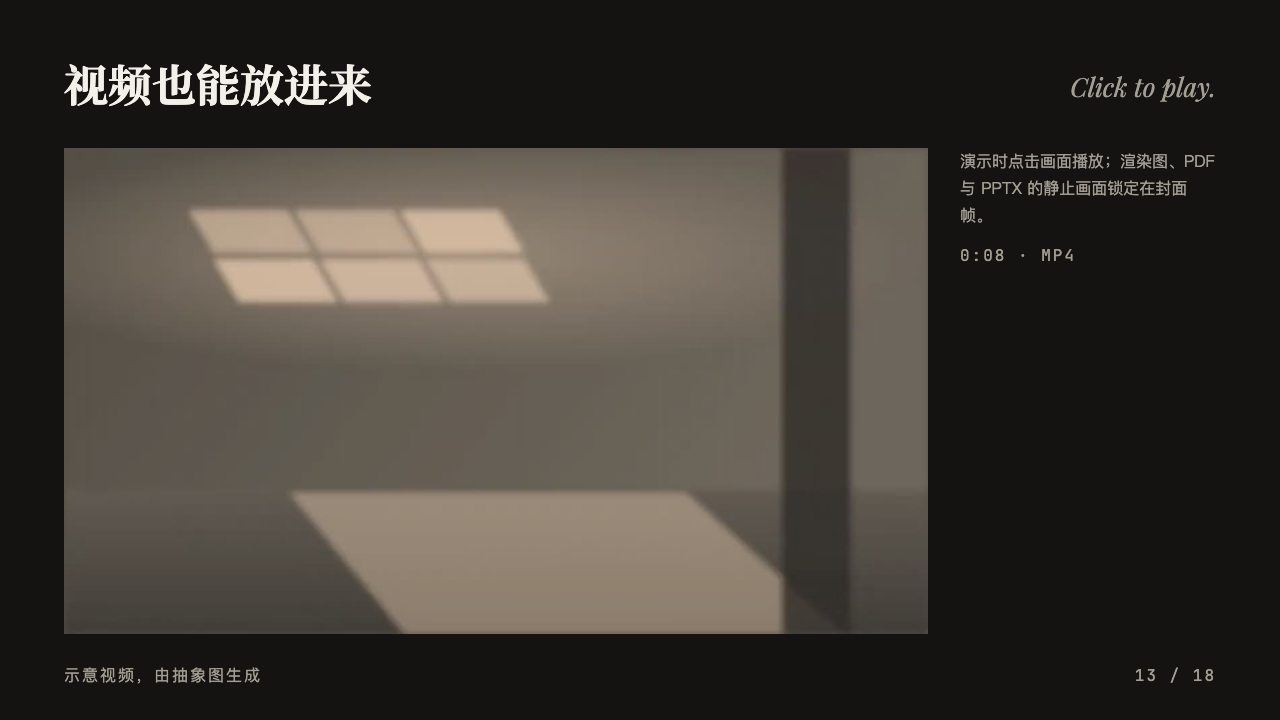 视频也能放进来
Click to play.
演示时点击画面播放；渲染图、PDF
与 PPTX 的静止画面锁定在封面
帧。
0:08 · MP4
示意视频，由抽象图生成
13 / 18